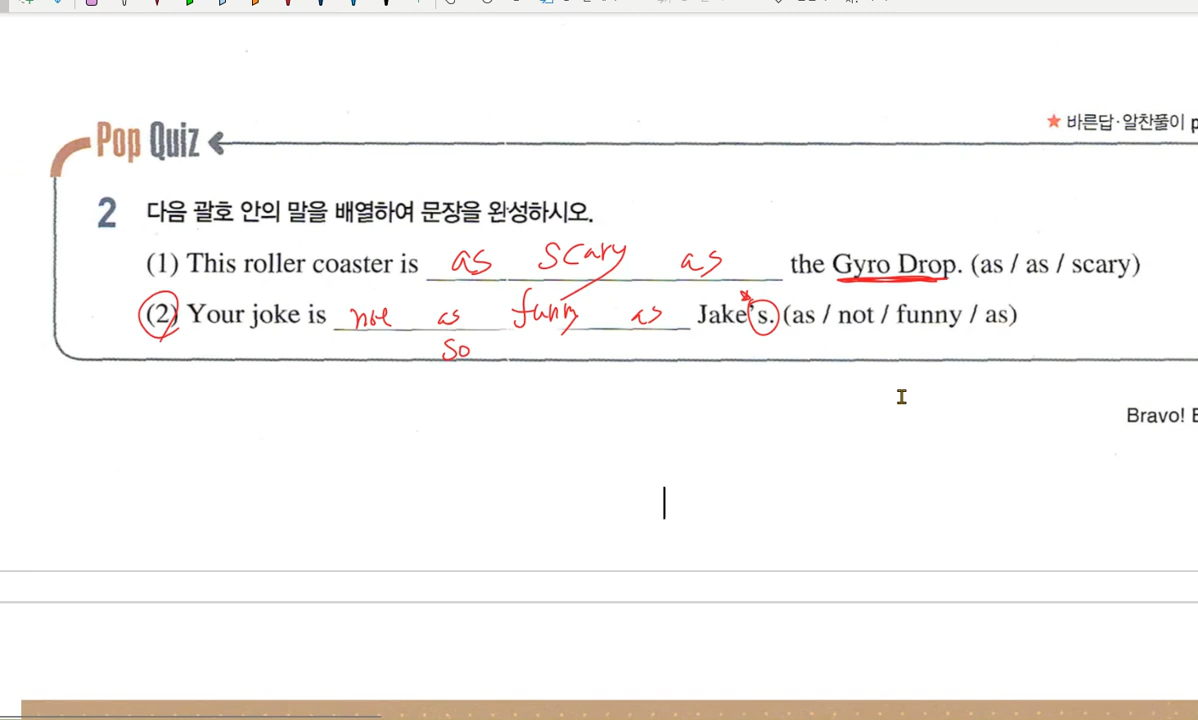 Pop Quiz
★ 바른답·알찬풀이 p
2 다음 괄호 안의 말을 배열하여 문장을 완성하시오.
(1) This roller coaster is as scary as the Gyro Drop. (as / as / scary)
(2) Your joke is not as funny as Jake's. (as / not / funny / as)
so
Bravo! E